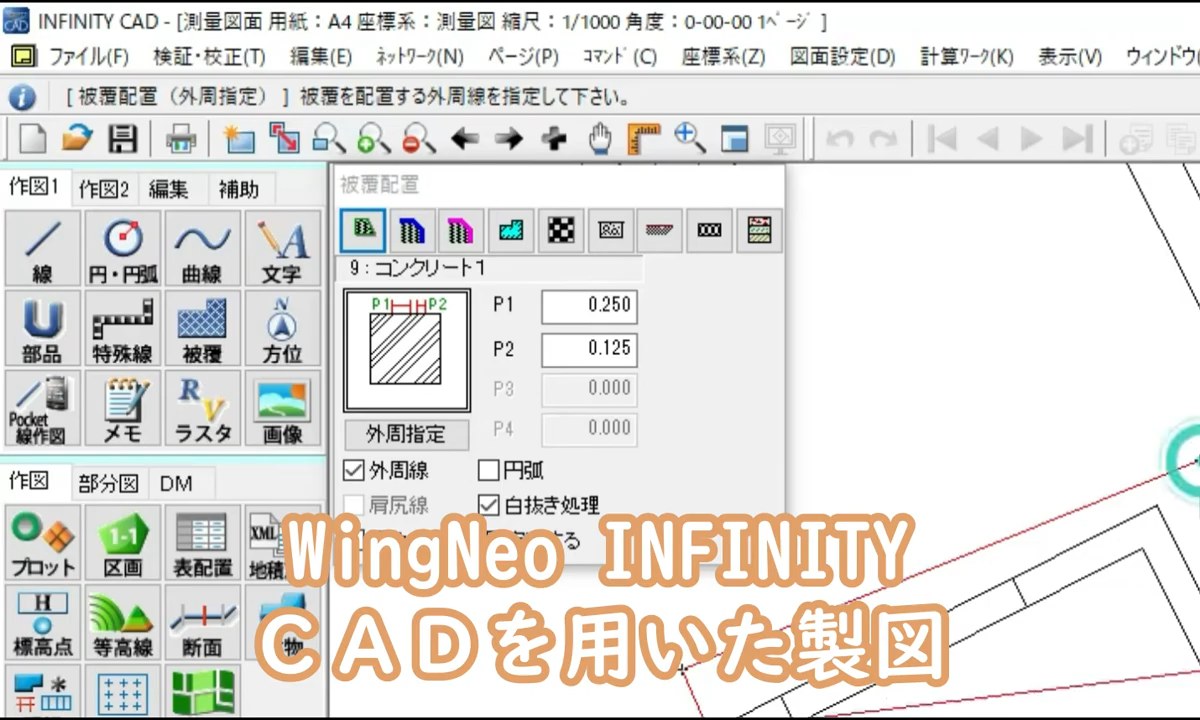 INFINITY CAD - [測量図面 用紙：A4 座標系：測量図 縮尺：1/1000 角度：0-00-00 1ﾍﾟｰｼﾞ ]
ファイル(F) 検証・校正(T) 編集(E) ﾈｯﾄﾜｰｸ(N) ページ(P) ｺﾏﾝﾄﾞ(C) 座標系(Z) 図面設定(D) 計算ﾜｰｸ(K) 表示(V) ウィンドウ(
[ 被覆配置（外周指定） ] 被覆を配置する外周線を指定して下さい。
作図1 作図2 編集 補助
線 円・円弧 曲線 文字
部品 特殊線 被覆 方位
Pocket
線作図 メモ ラスタ 画像
作図 部分図 DM
プロット 区画 表配置 地積
標高点 等高線 断面 物
被覆配置
9：コンクリート1
P1 P2
P1 0.250
P2 0.125
P3 0.000
P4 0.000
外周指定
外周線 円弧
肩尻線 白抜き処理
する
WingNeo INFINITY
ＣＡＤを用いた製図